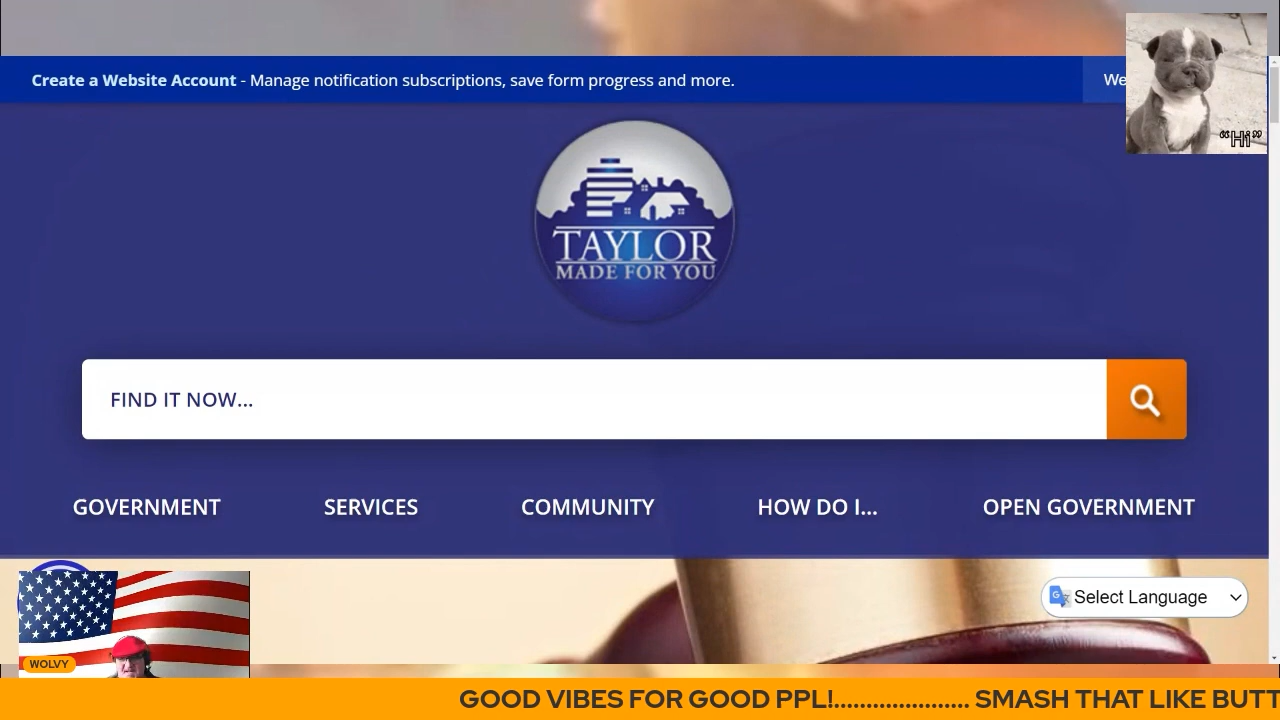 Create a Website Account - Manage notification subscriptions, save form progress and more.
We
"Hi"
TAYLOR
MADE FOR YOU
FIND IT NOW...
GOVERNMENT
SERVICES
COMMUNITY
HOW DO I...
OPEN GOVERNMENT
Select Language
WOLVY
GOOD VIBES FOR GOOD PPL!..................... SMASH THAT LIKE BUTT